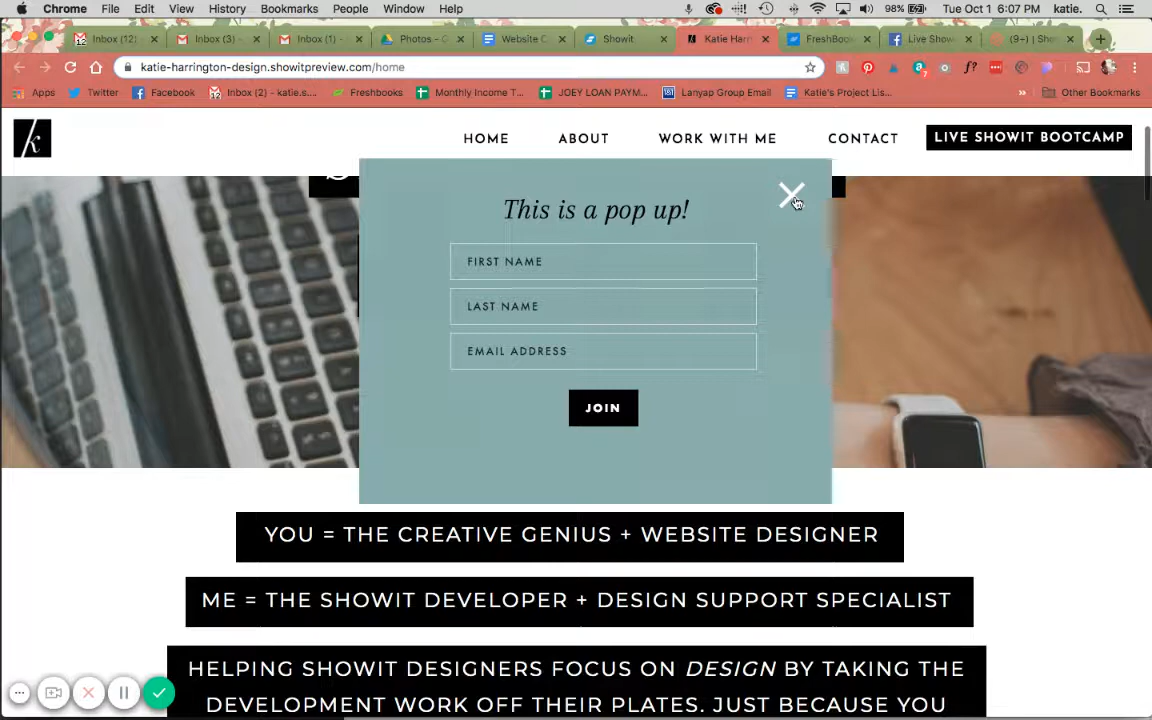 Chrome File Edit View History Bookmarks People Window Help 98% Tue Oct 1 6:07 PM katie.
Inbox (12) Inbox (3) - Inbox (1) - Photos - G Website C Showit Katie Harr FreshBoo Live Show (9+) | She
katie-harrington-design.showitpreview.com/home
Apps Twitter Facebook Inbox (2) - katie.s... Freshbooks Monthly Income T... JOEY LOAN PAYM... Lanyap Group Email Katie's Project Lis... » Other Bookmarks
k HOME ABOUT WORK WITH ME CONTACT LIVE SHOWIT BOOTCAMP
This is a pop up!
FIRST NAME
LAST NAME
EMAIL ADDRESS
JOIN
YOU = THE CREATIVE GENIUS + WEBSITE DESIGNER
ME = THE SHOWIT DEVELOPER + DESIGN SUPPORT SPECIALIST
HELPING SHOWIT DESIGNERS FOCUS ON DESIGN BY TAKING THE
DEVELOPMENT WORK OFF THEIR PLATES. JUST BECAUSE YOU